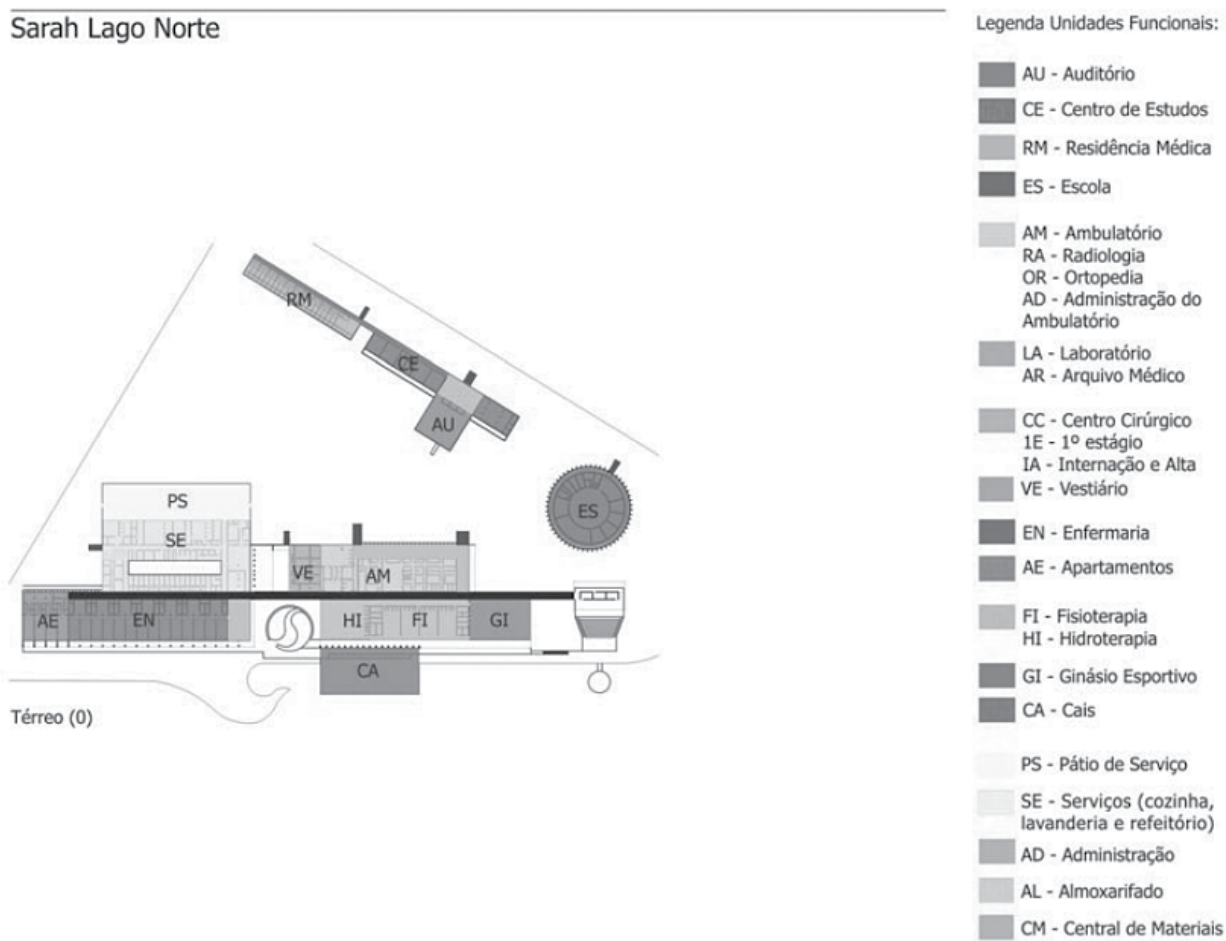 Sarah Lago Norte
RM
CE
AU
ES
PS
SE
VE
AM
AE
EN
HI
FI
GI
CA
Térreo (0)
Legenda Unidades Funcionais:
AU - Auditório
CE - Centro de Estudos
RM - Residência Médica
ES - Escola
AM - Ambulatório
RA - Radiologia
OR - Ortopedia
AD - Administração do
Ambulatório
LA - Laboratório
AR - Arquivo Médico
CC - Centro Cirúrgico
1E - 1º estágio
IA - Internação e Alta
VE - Vestiário
EN - Enfermaria
AE - Apartamentos
FI - Fisioterapia
HI - Hidroterapia
GI - Ginásio Esportivo
CA - Cais
PS - Pátio de Serviço
SE - Serviços (cozinha,
lavanderia e refeitório)
AD - Administração
AL - Almoxarifado
CM - Central de Materiais